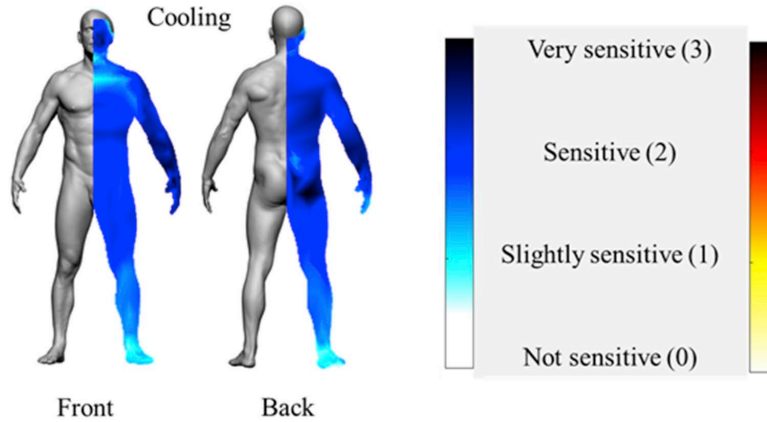 Cooling
Front
Back
Very sensitive (3)
Sensitive (2)
Slightly sensitive (1)
Not sensitive (0)